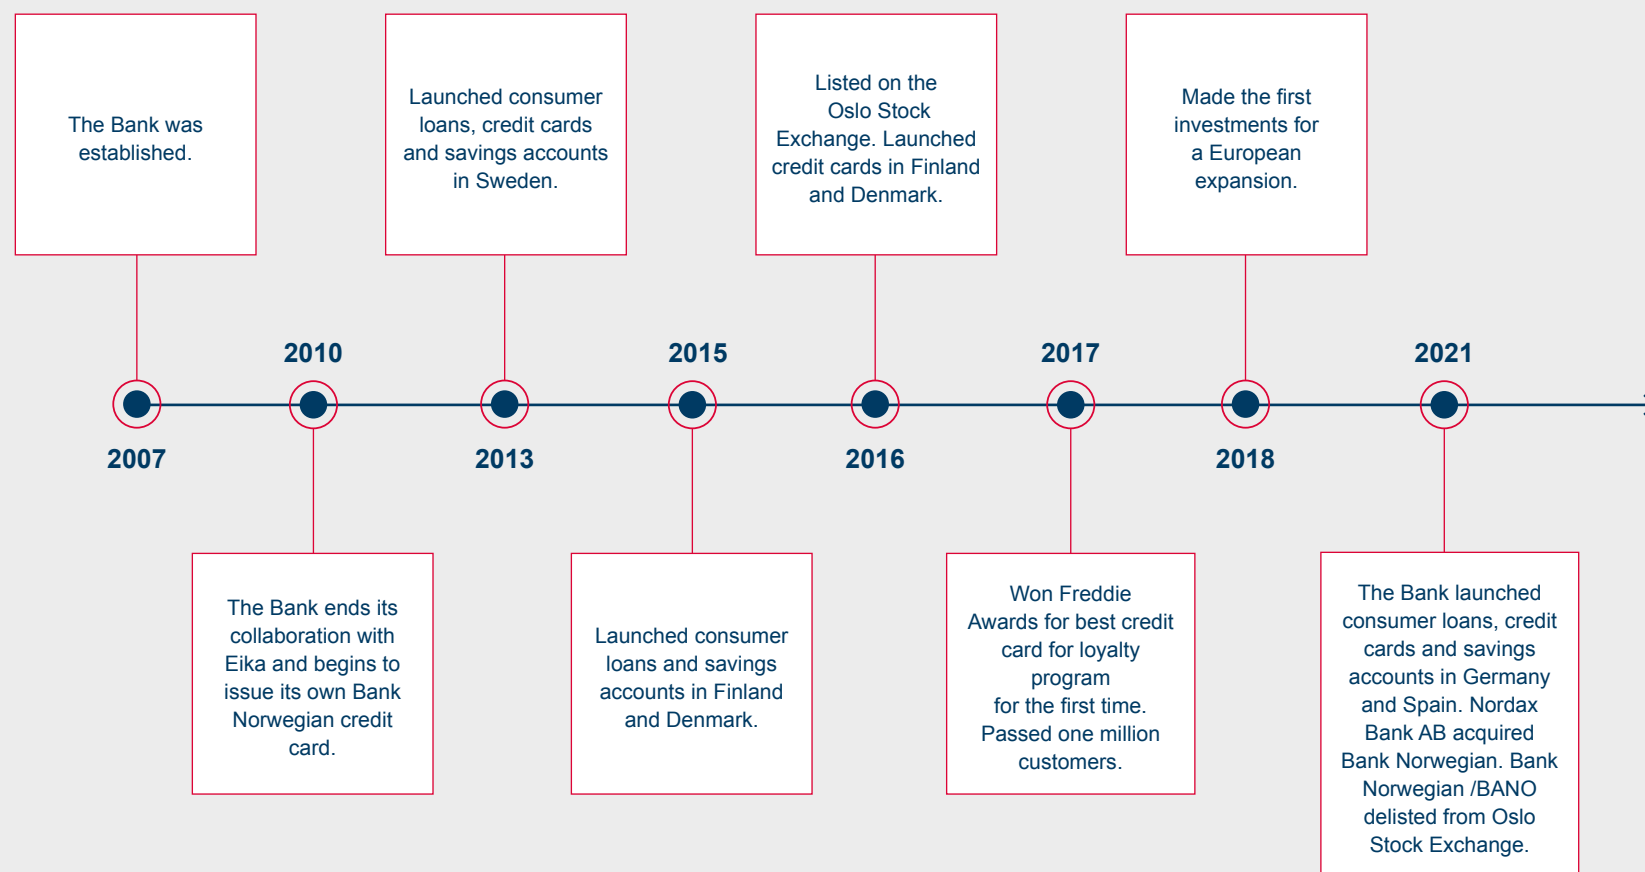 The Bank was
established.
2007
2010
The Bank ends its
collaboration with
Eika and begins to
issue its own Bank
Norwegian credit
card.
Launched consumer
loans, credit cards
and savings accounts
in Sweden.
2013
2015
Launched consumer
loans and savings
accounts in Finland
and Denmark.
Listed on the
Oslo Stock
Exchange. Launched
credit cards in Finland
and Denmark.
2016
2017
Won Freddie
Awards for best credit
card for loyalty
program
for the first time.
Passed one million
customers.
Made the first
investments for
a European
expansion.
2018
2021
The Bank launched
consumer loans, credit
cards and savings
accounts in Germany
and Spain. Nordax
Bank AB acquired
Bank Norwegian. Bank
Norwegian /BANO
delisted from Oslo
Stock Exchange.